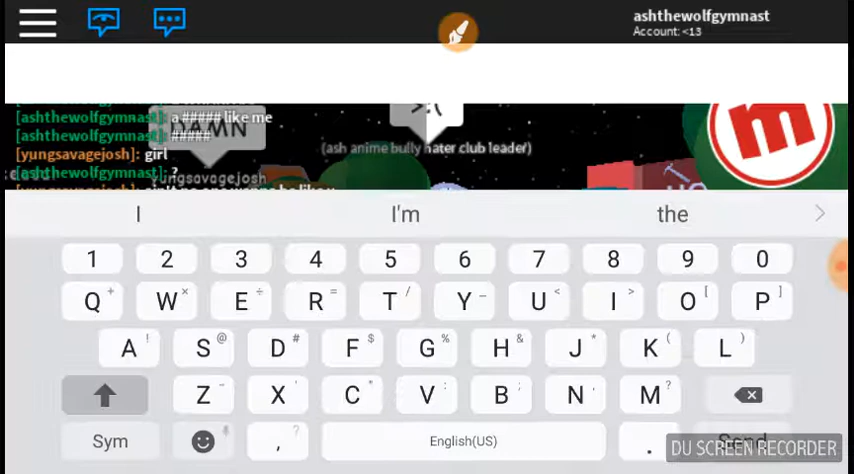 ashthewolfgymnast
Account: <13
[ashthewolfgymnast]: a ##### like me
[ashthewolfgymnast]: #####
[yungsavagejosh]: girl
[ashthewolfgymnast]: ?
DAMN
yungsavagejosh
>:(
(ash anime bully hater club leader)
m
I I'm the >
1 2 3 4 5 6 7 8 9 0
Q + W × E ÷ R = T / Y _ U < I > O [ P ]
A ! S @ D # F $ G % H & J * K ( L )
Z - X ' C " V : B ; N , M ?
Sym , ? English(US) . Send
DU SCREEN RECORDER